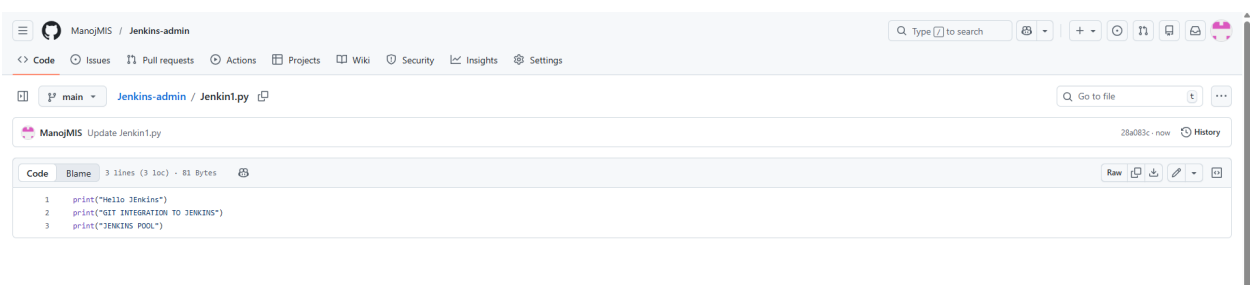 ManojMIS / Jenkins-admin
Type / to search
Code Issues Pull requests Actions Projects Wiki Security Insights Settings
main Jenkins-admin / Jenkin1.py
Go to file t
ManojMIS Update Jenkin1.py
28a083c · now History
Code Blame 3 lines (3 loc) · 81 Bytes
Raw
1 print("Hello JEnkins")
2 print("GIT INTEGRATION TO JENKINS")
3 print("JENKINS POOL")